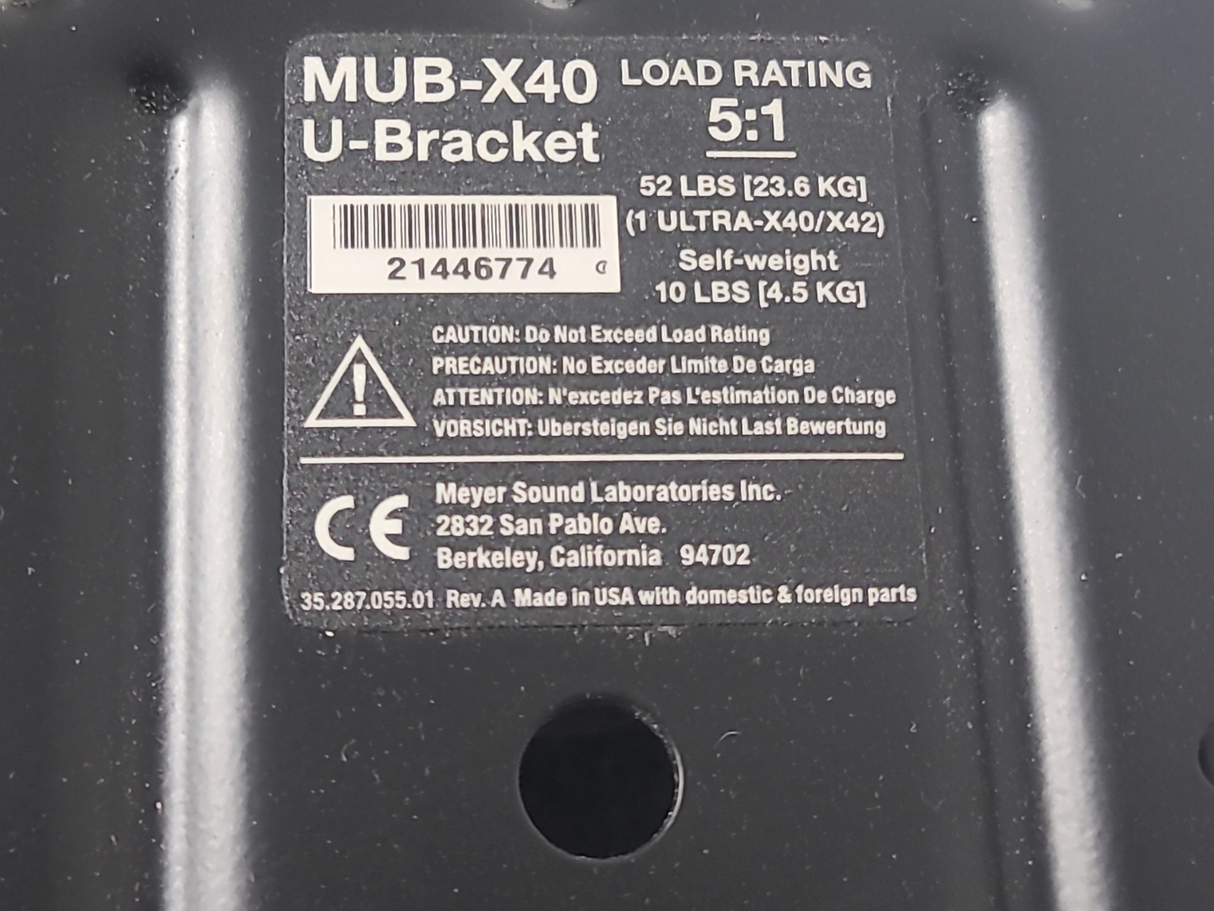 MUB-X40
U-Bracket
21446774
LOAD RATING
5:1
52 LBS [23.6 KG]
(1 ULTRA-X40/X42)
Self-weight
10 LBS [4.5 KG]
CAUTION: Do Not Exceed Load Rating
PRECAUTION: No Exceder Limite De Carga
ATTENTION: N'excedez Pas L'estimation De Charge
VORSICHT: Ubersteigen Sie Nicht Last Bewertung
CE
Meyer Sound Laboratories Inc.
2832 San Pablo Ave.
Berkeley, California 94702
35.287.055.01 Rev. A Made in USA with domestic & foreign parts